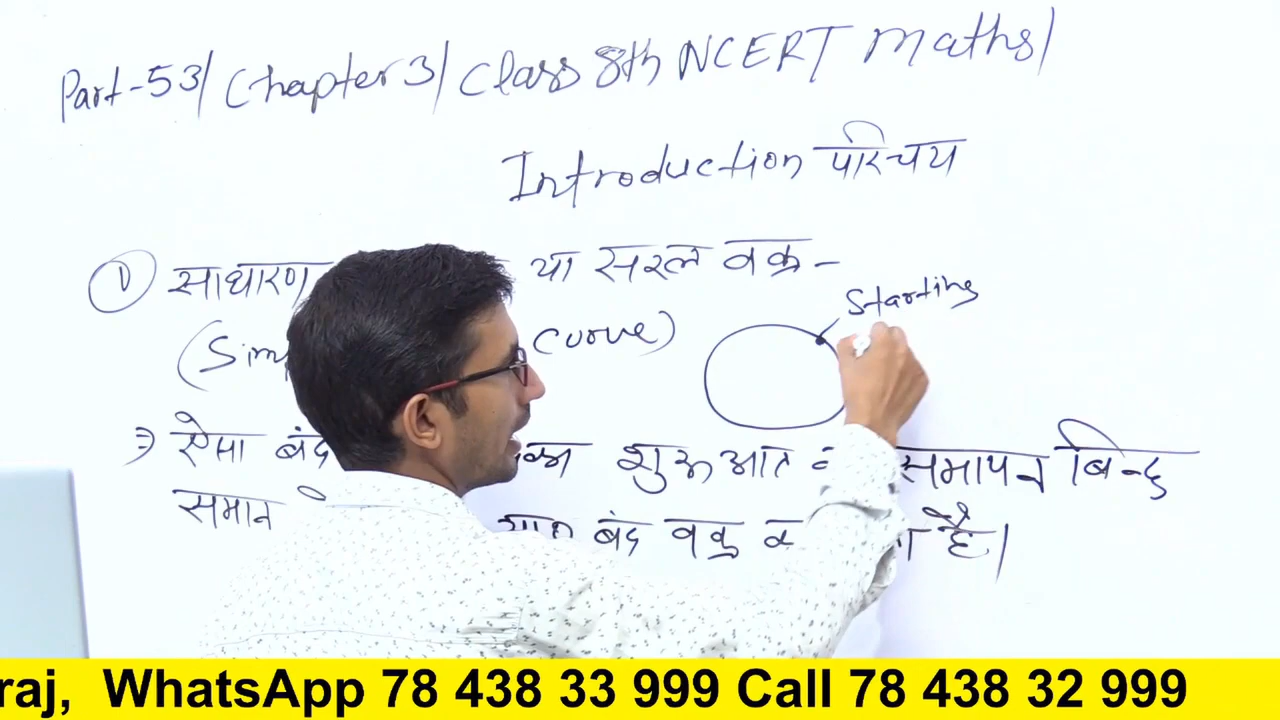 Part-53/ Chapter 3/ Class 8th NCERT Maths/
Introduction परिचय
① साधारण या सरल वक्र -
Starting
(Sim curve)
⇒ ऐसा बंद शुरुआत समापन बिन्दु
समान बंद वक्र है।
raj, WhatsApp 78 438 33 999 Call 78 438 32 999